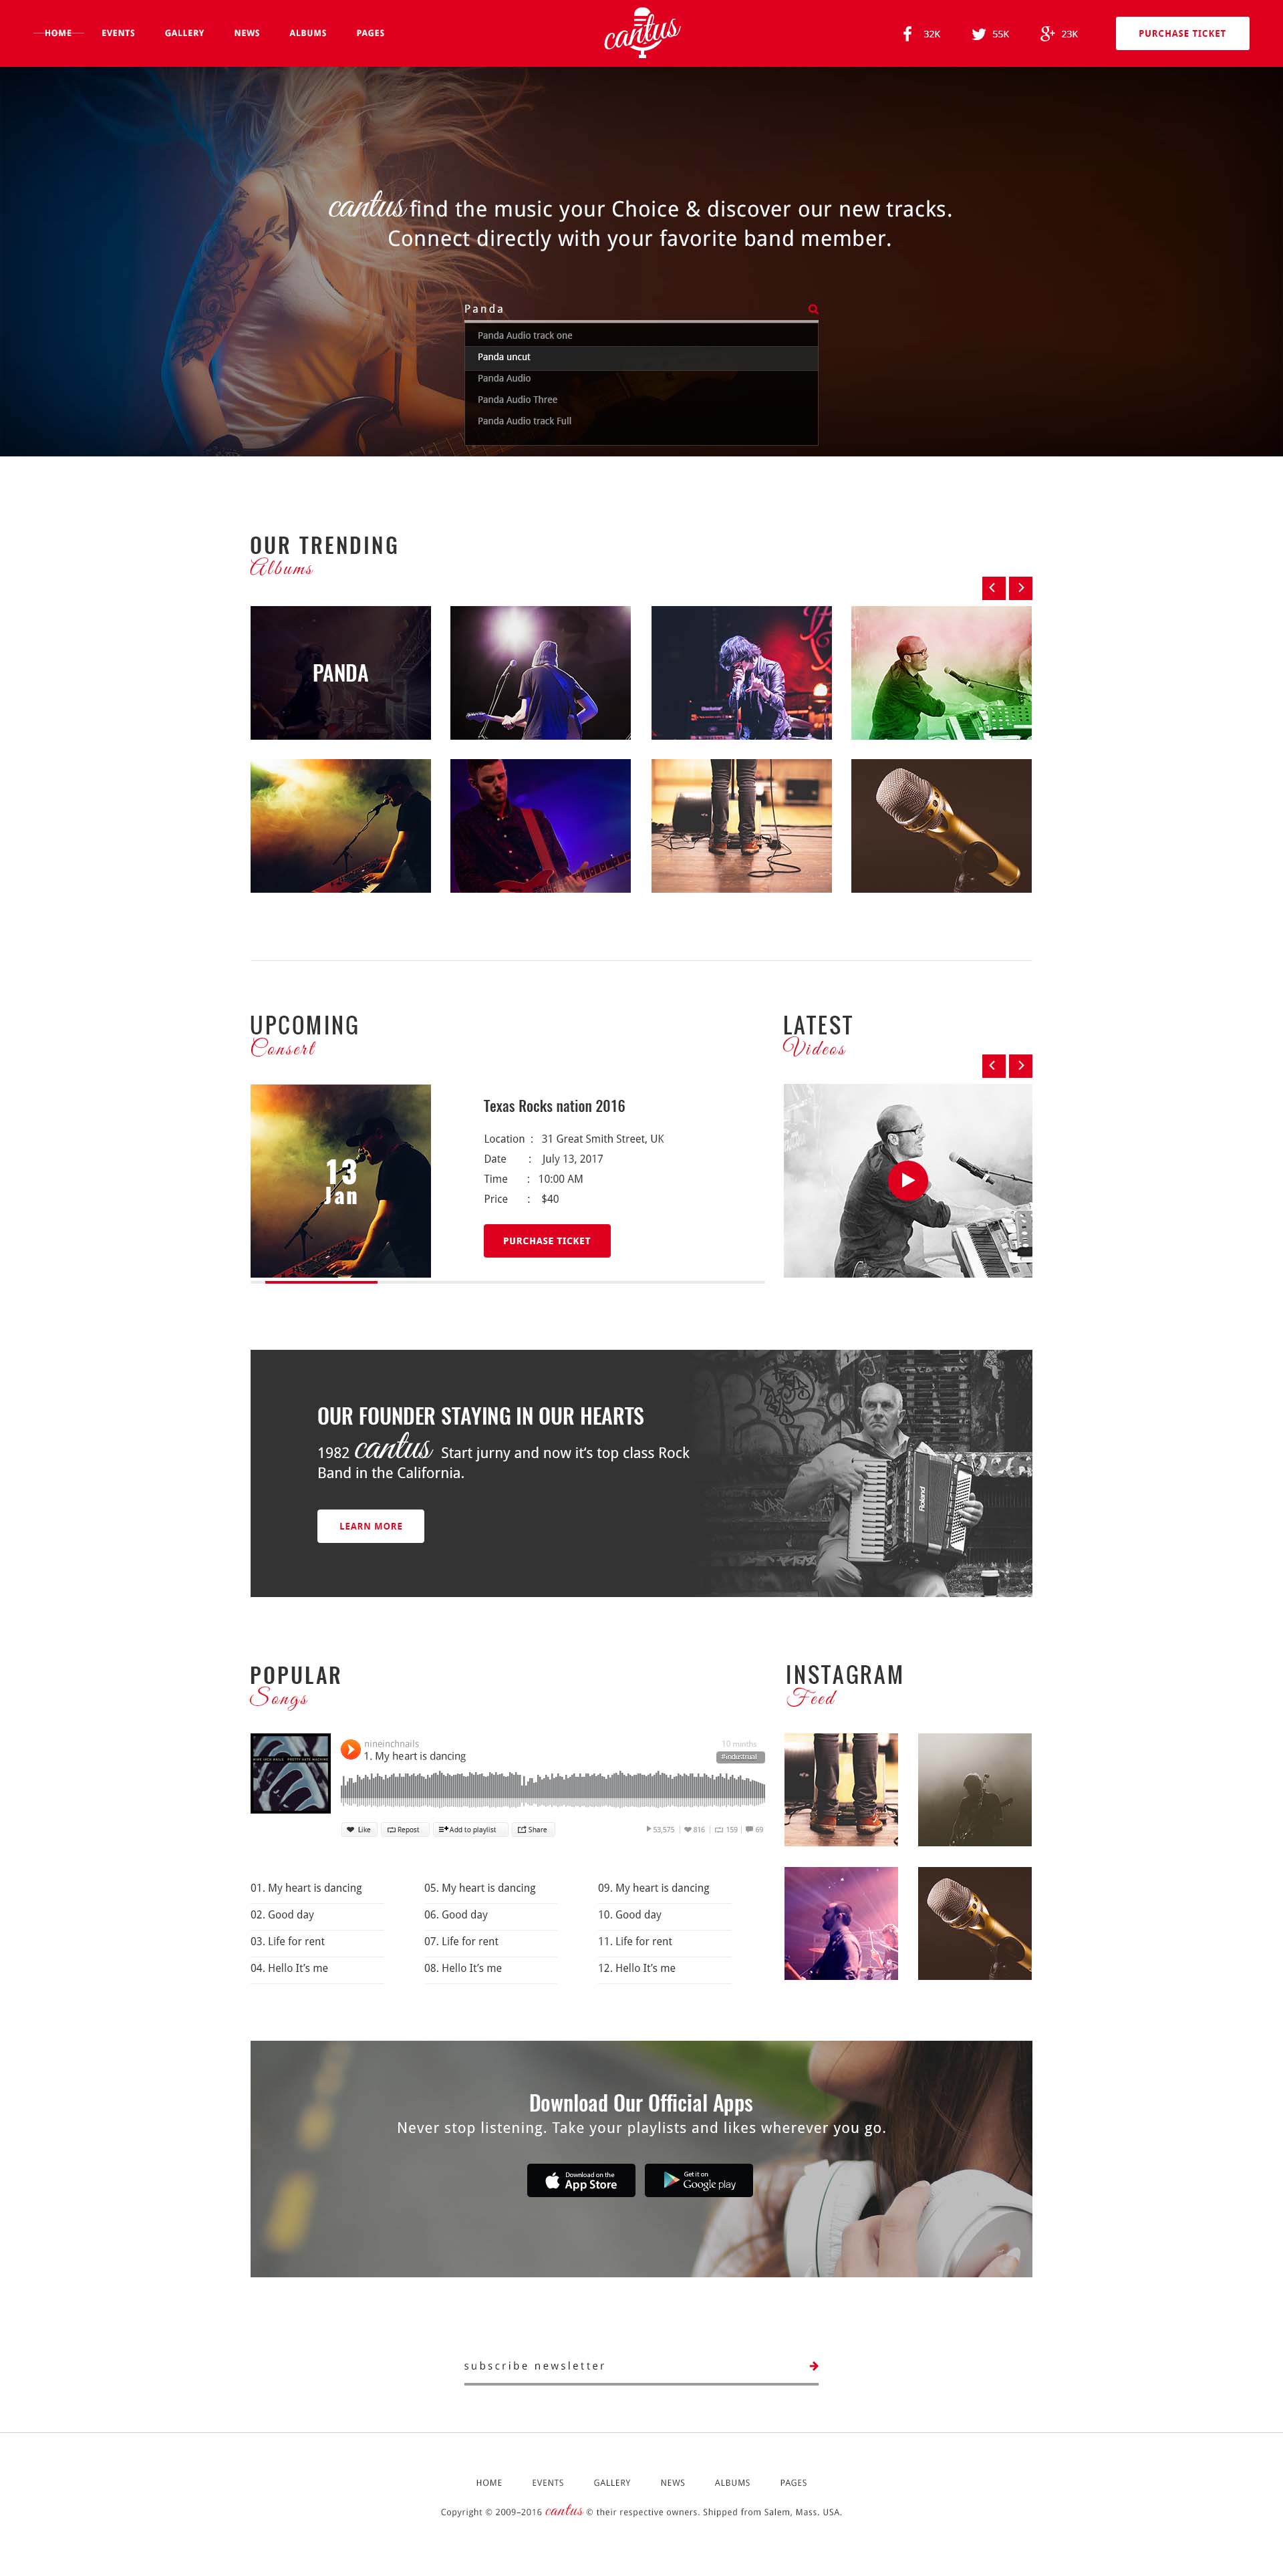 HOME EVENTS GALLERY NEWS ALBUMS PAGES
cantus
32K 55K 23K
PURCHASE TICKET
cantus find the music your Choice & discover our new tracks.
Connect directly with your favorite band member.
Panda
Panda Audio track one
Panda uncut
Panda Audio
Panda Audio Three
Panda Audio track Full
OUR TRENDING
Albums
PANDA
UPCOMING
Consert
13
Jan
Texas Rocks nation 2016
Location : 31 Great Smith Street, UK
Date : July 13, 2017
Time : 10:00 AM
Price : $40
PURCHASE TICKET
LATEST
Videos
OUR FOUNDER STAYING IN OUR HEARTS
1982 cantus Start jurny and now it's top class Rock
Band in the California.
LEARN MORE
Roland
POPULAR
Songs
NINE INCH NAILS PRETTY HATE MACHINE
nineinchnails
1. My heart is dancing
10 months
#industrual
Like Repost Add to playlist Share
53,575 816 159 69
01. My heart is dancing
02. Good day
03. Life for rent
04. Hello It's me
05. My heart is dancing
06. Good day
07. Life for rent
08. Hello It's me
09. My heart is dancing
10. Good day
11. Life for rent
12. Hello It's me
INSTAGRAM
Feed
Download Our Official Apps
Never stop listening. Take your playlists and likes wherever you go.
Download on the
App Store
Get it on
Google play
subscribe newsletter
HOME EVENTS GALLERY NEWS ALBUMS PAGES
Copyright © 2009-2016 cantus © their respective owners. Shipped from Salem, Mass. USA.